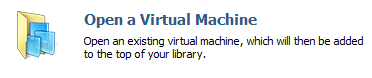 Open a Virtual Machine
Open an existing virtual machine, which will then be added
to the top of your library.